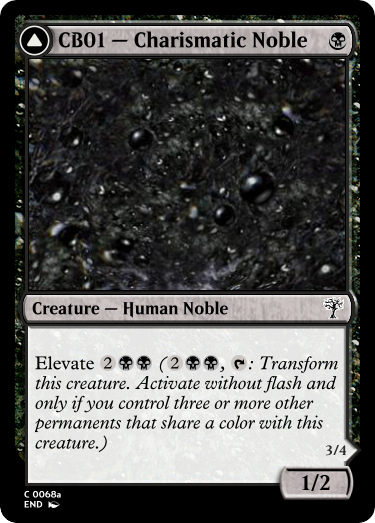 CB01 — Charismatic Noble
Creature — Human Noble
Elevate 2 (2, : Transform
this creature. Activate without flash and
only if you control three or more other
permanents that share a color with this
creature.)
3/4
1/2
C 0068a
END